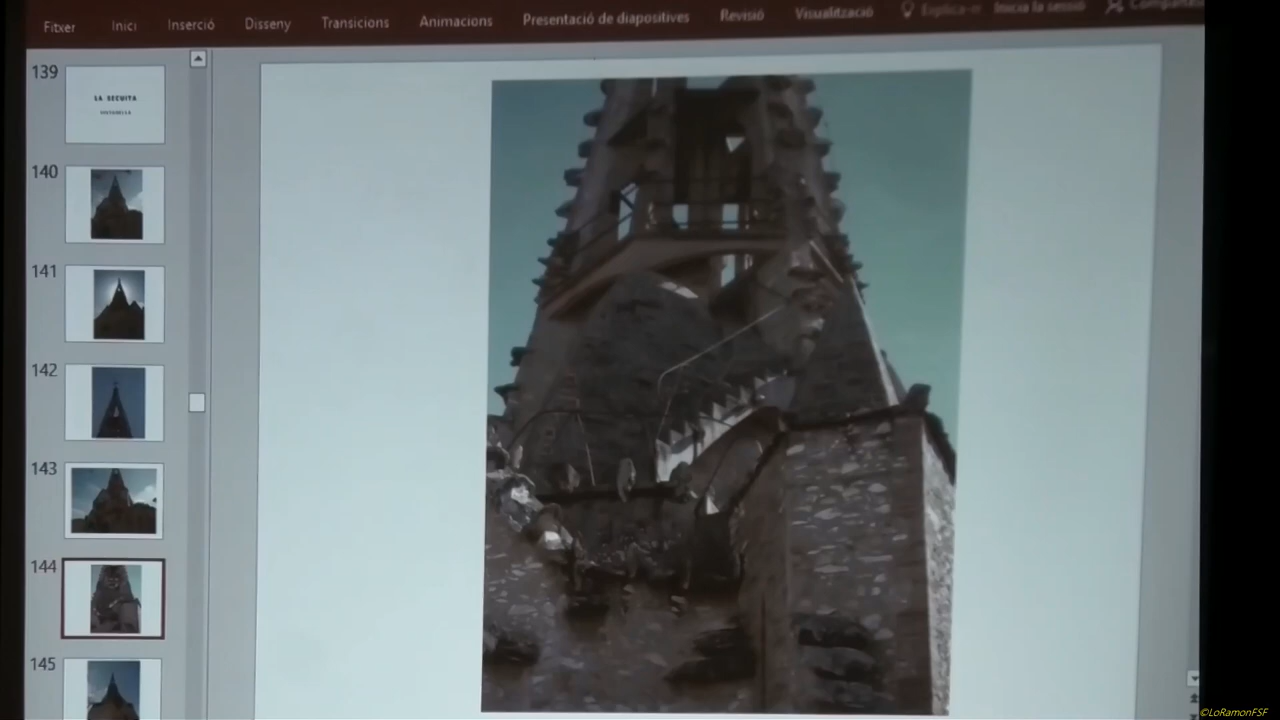 Fitxer Inici Inserció Disseny Transicions Animacions Presentació de diapositives Revisió Visualització Explica-m Inicia la sessió
139
LA SECUITA
140
141
142
143
144
145
©LoRamonFSF